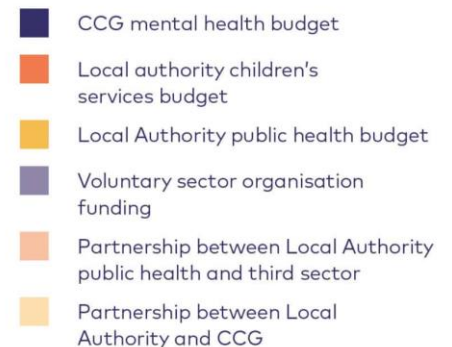 CCG mental health budget
Local authority children's
services budget
Local Authority public health budget
Voluntary sector organisation
funding
Partnership between Local Authority
public health and third sector
Partnership between Local
Authority and CCG